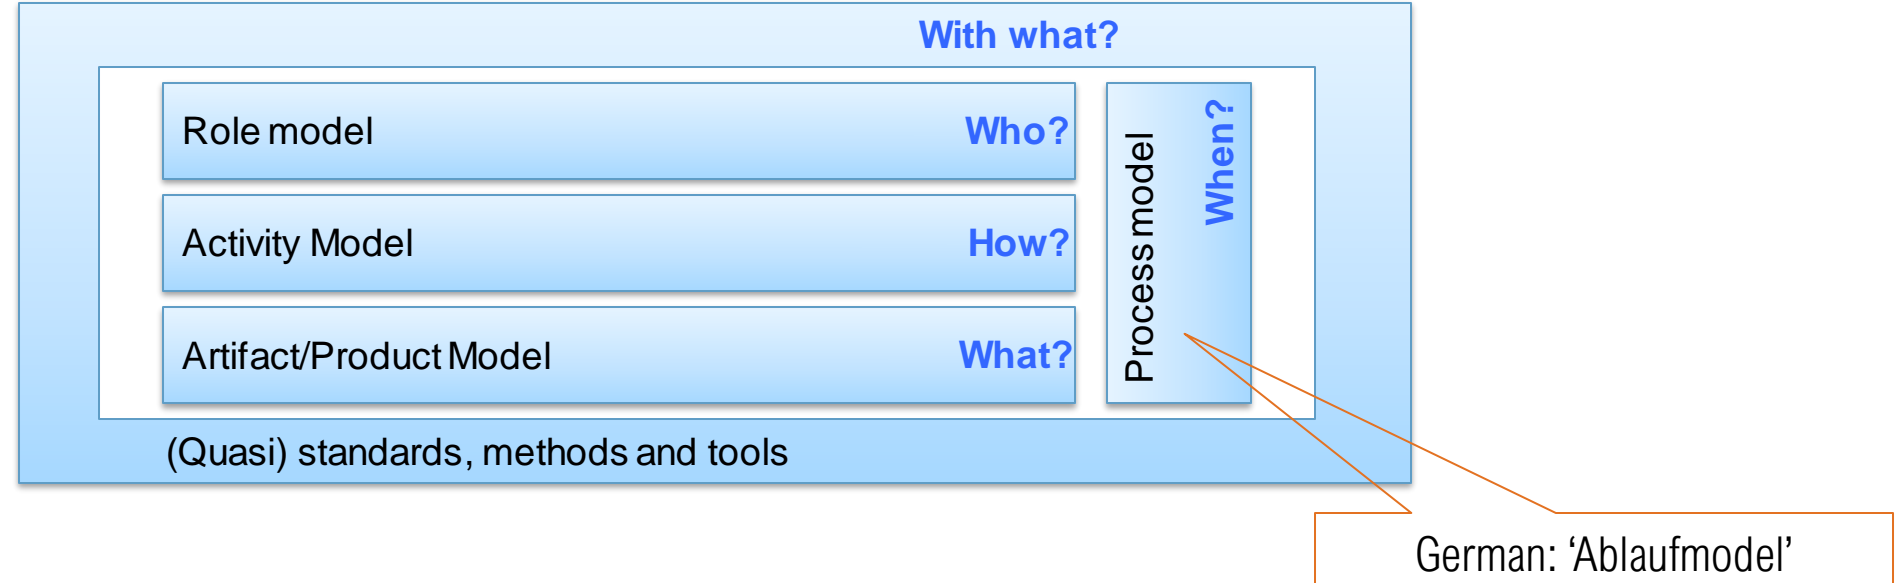 With what?
Role model Who?
Activity Model How?
Artifact/Product Model What?
Process model
When?
(Quasi) standards, methods and tools
German: ‘Ablaufmodel’